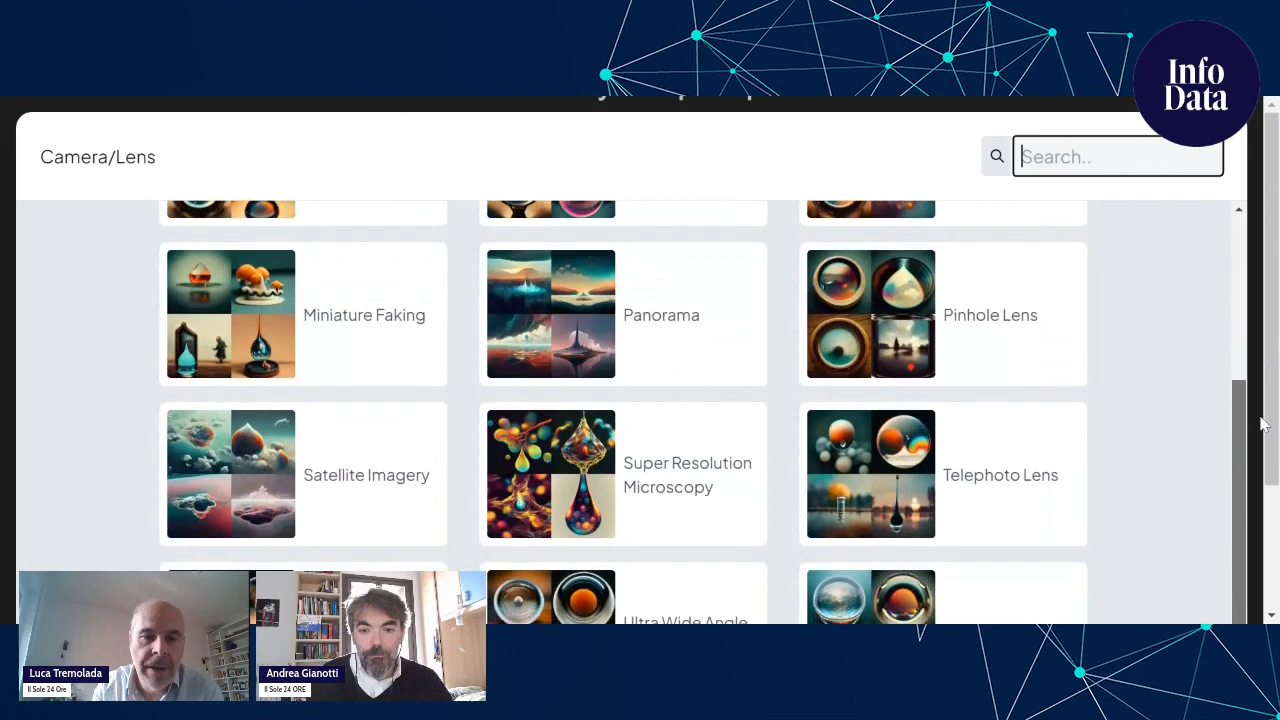 Info
Data
Camera/Lens
Search..
Miniature Faking
Panorama
Pinhole Lens
Satellite Imagery
Super Resolution
Microscopy
Telephoto Lens
Ultra Wide Angle
Luca Tremolada
Il Sole 24 Ore
Andrea Gianotti
IL SOLE 24 ORE